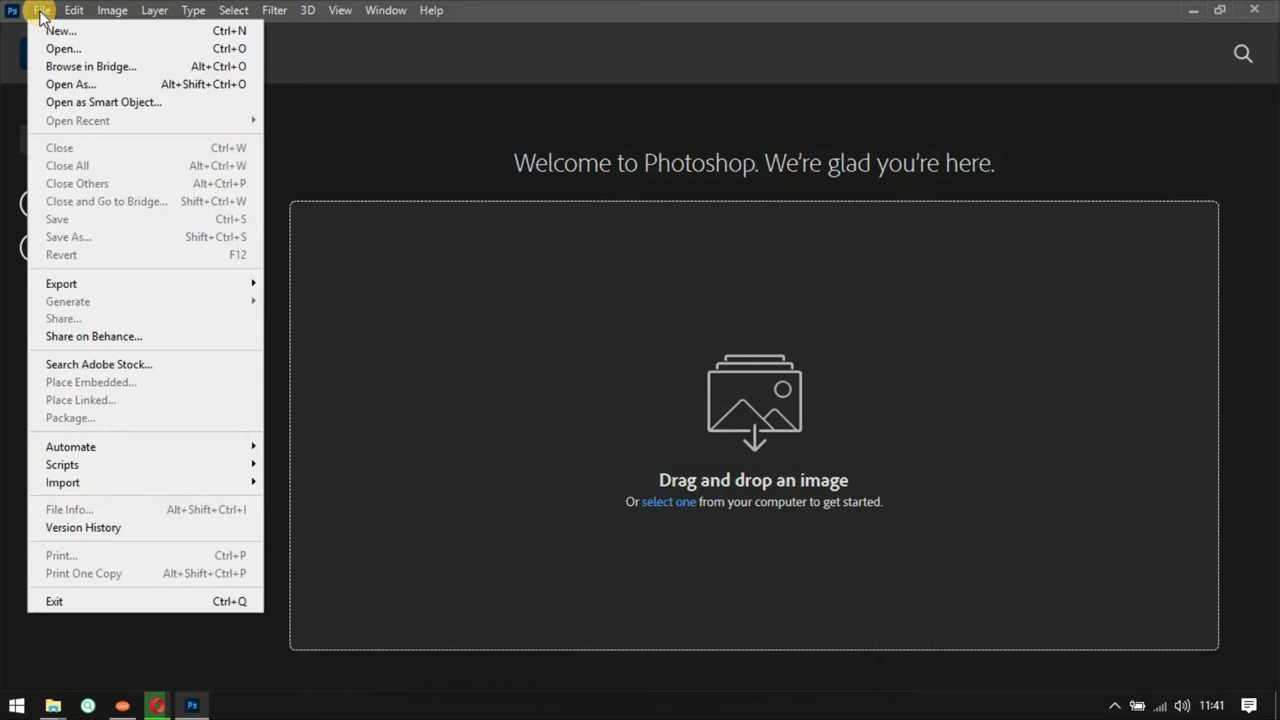 Ps File Edit Image Layer Type Select Filter 3D View Window Help
New... Ctrl+N
Open... Ctrl+O
Browse in Bridge... Alt+Ctrl+O
Open As... Alt+Shift+Ctrl+O
Open as Smart Object...
Open Recent
Close Ctrl+W
Close All Alt+Ctrl+W
Close Others Alt+Ctrl+P
Close and Go to Bridge... Shift+Ctrl+W
Save Ctrl+S
Save As... Shift+Ctrl+S
Revert F12
Export
Generate
Share...
Share on Behance...
Search Adobe Stock...
Place Embedded...
Place Linked...
Package...
Automate
Scripts
Import
File Info... Alt+Shift+Ctrl+I
Version History
Print... Ctrl+P
Print One Copy Alt+Shift+Ctrl+P
Exit Ctrl+Q
Welcome to Photoshop. We're glad you're here.
Drag and drop an image
Or select one from your computer to get started.
Ps 11:41